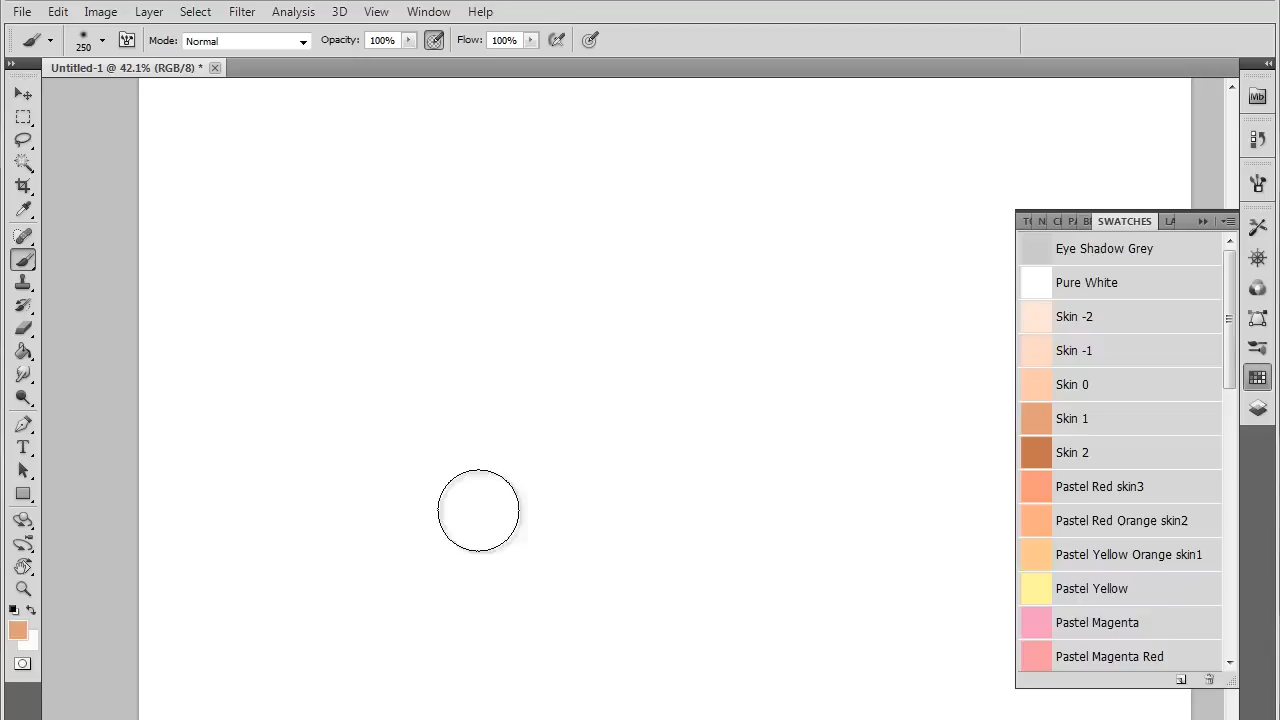 File Edit Image Layer Select Filter Analysis 3D View Window Help
250 Mode: Normal Opacity: 100% Flow: 100%
Untitled-1 @ 42.1% (RGB/8) *
Mb
SWATCHES
Eye Shadow Grey
Pure White
Skin -2
Skin -1
Skin 0
Skin 1
Skin 2
Pastel Red skin3
Pastel Red Orange skin2
Pastel Yellow Orange skin1
Pastel Yellow
Pastel Magenta
Pastel Magenta Red